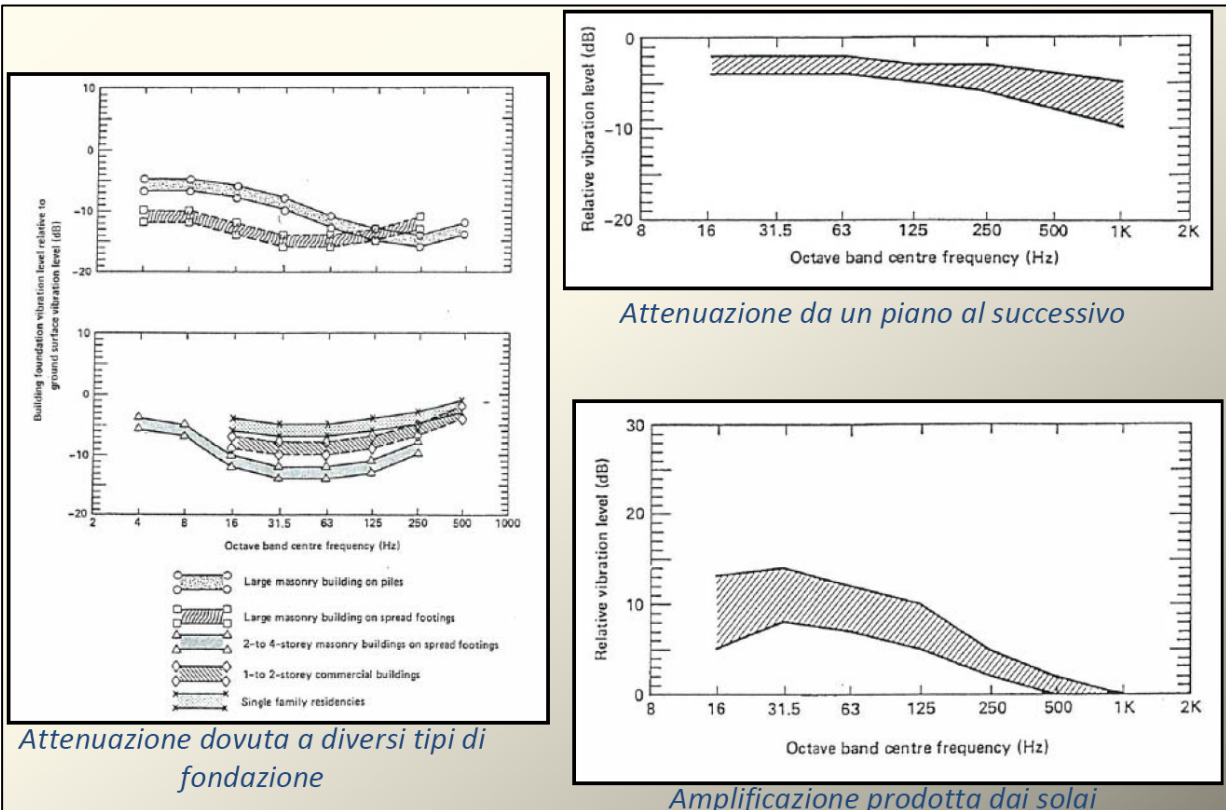 Building foundation vibration level relative to
ground surface vibration level (dB)
10
0
-10
-20
10
0
-10
-20
2
4
8
16
31.5
63
125
250
500
1000
Octave band centre frequency (Hz)
Large masonry building on piles
Large masonry building on spread footings
2-to 4-storey masonry buildings on spread footings
1-to 2-storey commercial buildings
Single family residencies
Attenuazione dovuta a diversi tipi di
fondazione
Relative vibration level (dB)
0
-10
-20
8
16
31.5
63
125
250
500
1K
2K
Octave band centre frequency (Hz)
Attenuazione da un piano al successivo
Relative vibration level (dB)
30
20
10
0
8
16
31.5
63
125
250
500
1K
2K
Octave band centre frequency (Hz)
Amplificazione prodotta dai solai